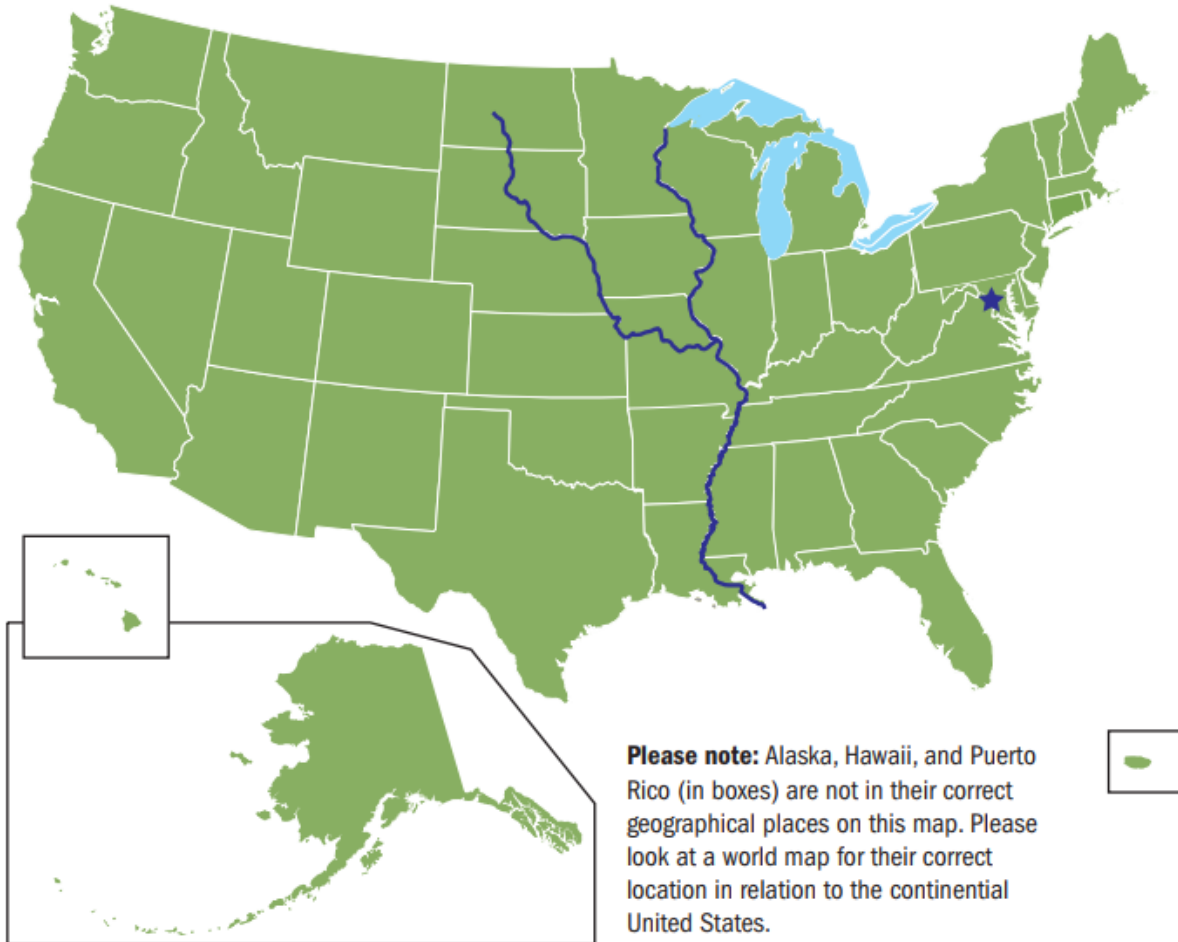 Please note: Alaska, Hawaii, and Puerto
Rico (in boxes) are not in their correct
geographical places on this map. Please
look at a world map for their correct
location in relation to the continential
United States.